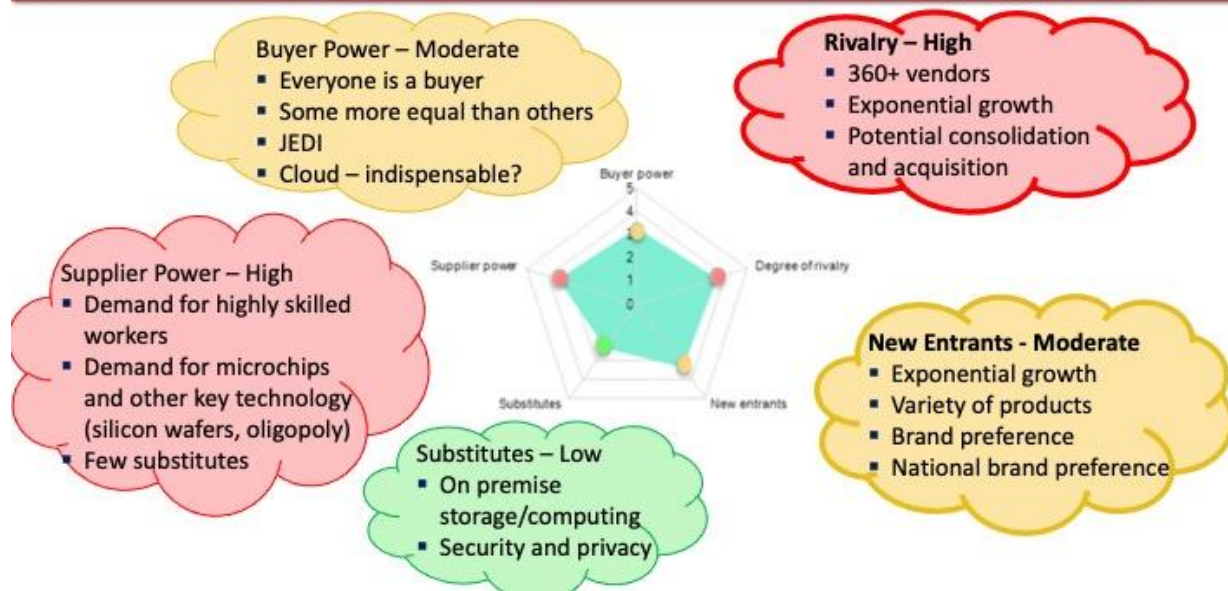 Buyer Power – Moderate
▪ Everyone is a buyer
▪ Some more equal than others
▪ JEDI
▪ Cloud – indispensable?
Rivalry – High
▪ 360+ vendors
▪ Exponential growth
▪ Potential consolidation
and acquisition
Supplier Power – High
▪ Demand for highly skilled
workers
▪ Demand for microchips
and other key technology
(silicon wafers, oligopoly)
▪ Few substitutes
Buyer power
5
4
3
2
1
0
Supplier power
Degree of rivalry
Substitutes
New entrants
New Entrants - Moderate
▪ Exponential growth
▪ Variety of products
▪ Brand preference
▪ National brand preference
Substitutes – Low
▪ On premise
storage/computing
▪ Security and privacy